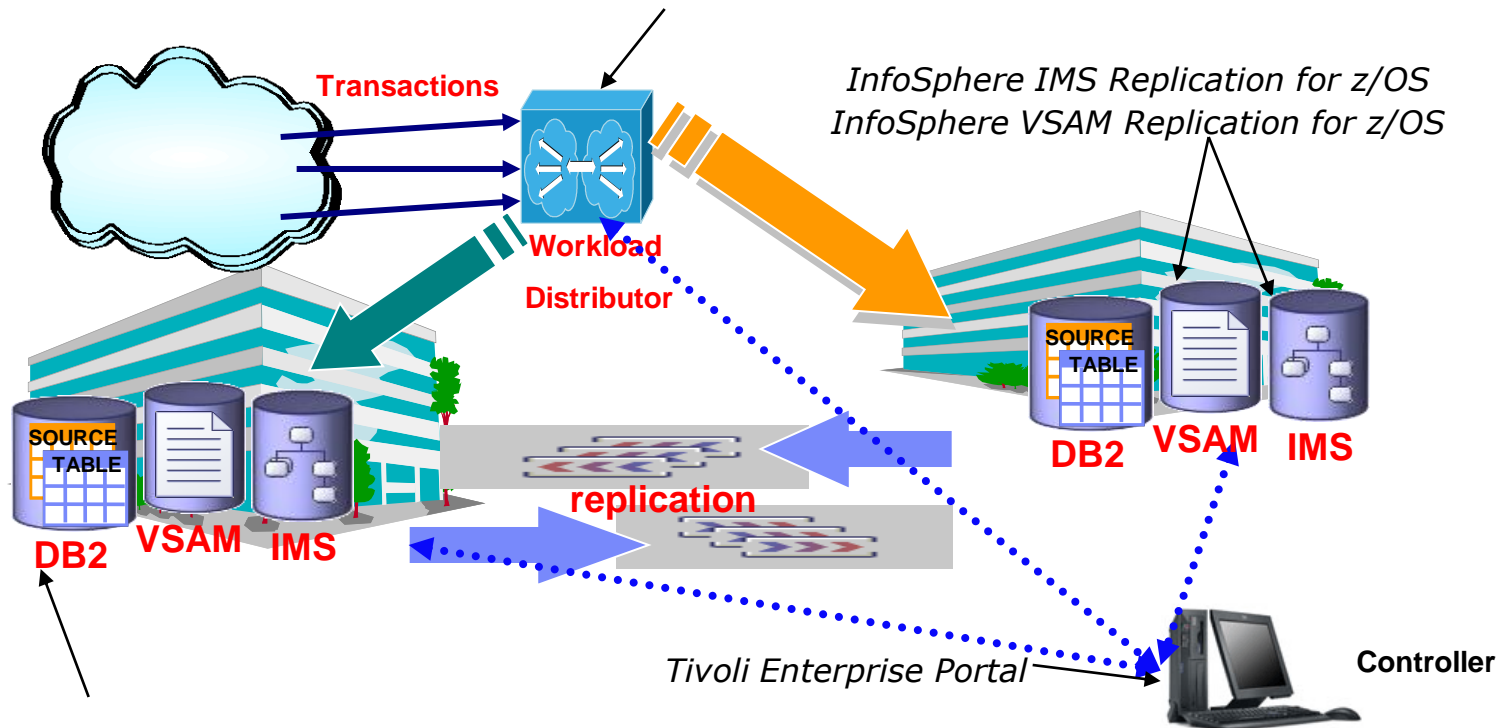 Transactions
InfoSphere IMS Replication for z/OS
InfoSphere VSAM Replication for z/OS
Workload
Distributor
SOURCE
TABLE
DB2
VSAM
IMS
SOURCE
TABLE
DB2
VSAM
IMS
replication
Tivoli Enterprise Portal
Controller